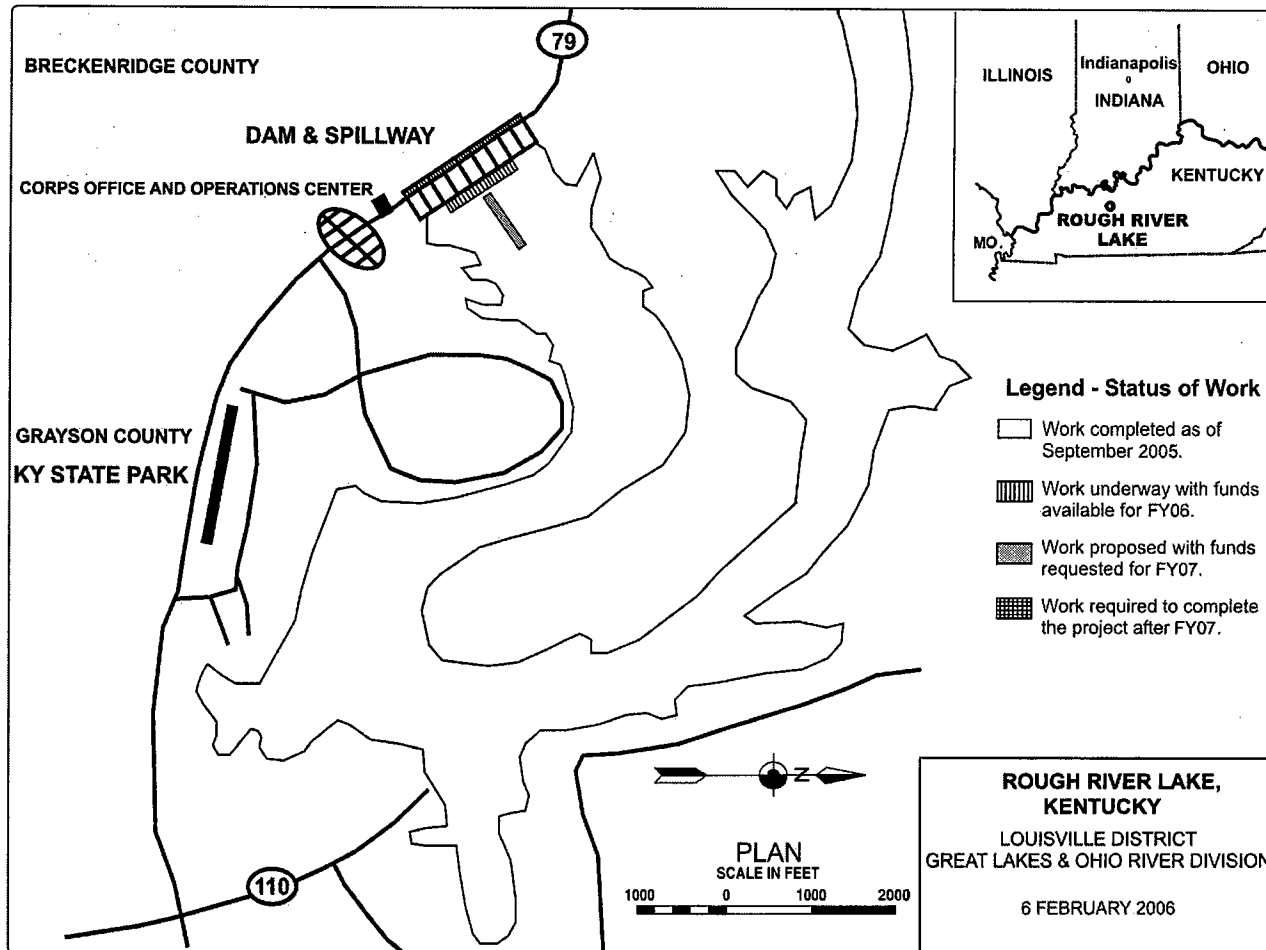 BRECKENRIDGE COUNTY
79
DAM & SPILLWAY
CORPS OFFICE AND OPERATIONS CENTER
GRAYSON COUNTY
KY STATE PARK
110
ILLINOIS
Indianapolis
INDIANA
OHIO
KENTUCKY
ROUGH RIVER
LAKE
MO.
Legend - Status of Work
Work completed as of
September 2005.
Work underway with funds
available for FY06.
Work proposed with funds
requested for FY07.
Work required to complete
the project after FY07.
N
PLAN
SCALE IN FEET
1000 0 1000 2000
ROUGH RIVER LAKE,
KENTUCKY
LOUISVILLE DISTRICT
GREAT LAKES & OHIO RIVER DIVISION
6 FEBRUARY 2006